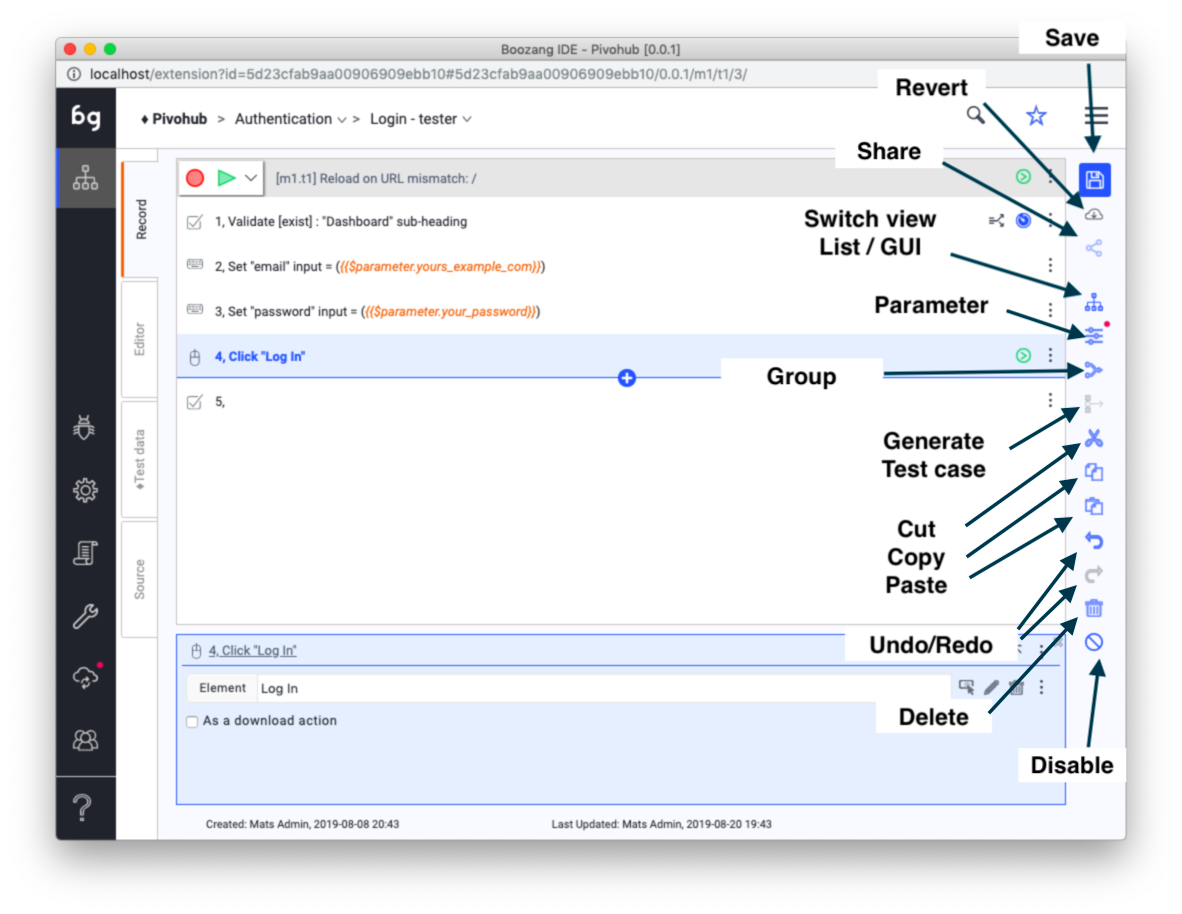 Save
Boozang IDE - Pivohub [0.0.1]
localhost/extension?id=5d23cfab9aa00906909ebb10#5d23cfab9aa00906909ebb10/0.0.1/m1/t1/3/
Revert
bg
♦ Pivohub > Authentication > Login - tester
Share
[m1.t1] Reload on URL mismatch: /
Record
1, Validate [exist] : "Dashboard" sub-heading
Switch view
List / GUI
2, Set "email" input = ({{$parameter.yours_example_com}})
Parameter
3, Set "password" input = ({{$parameter.your_password}})
Editor
4, Click "Log In"
Group
5,
Generate
Test case
♦Test data
Cut
Copy
Paste
Source
Undo/Redo
4, Click "Log In"
Element Log In
As a download action
Delete
Disable
?
Created: Mats Admin, 2019-08-08 20:43
Last Updated: Mats Admin, 2019-08-20 19:43